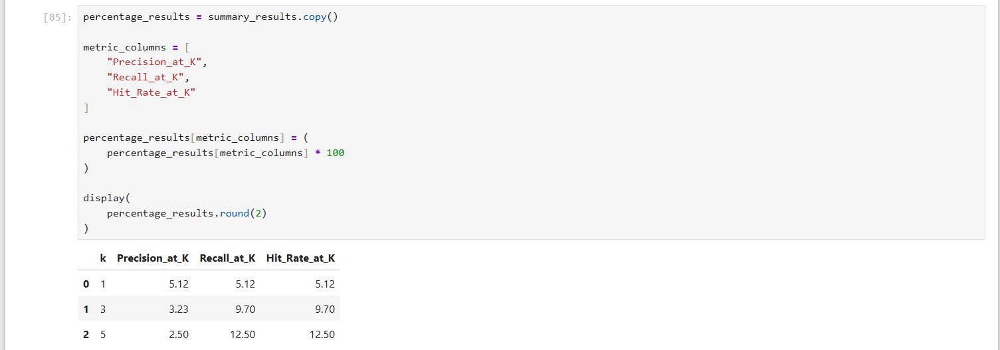 [85]: percentage_results = summary_results.copy()
metric_columns = [
"Precision_at_K",
"Recall_at_K",
"Hit_Rate_at_K"
]
percentage_results[metric_columns] = (
percentage_results[metric_columns] * 100
)
display(
percentage_results.round(2)
)
k Precision_at_K Recall_at_K Hit_Rate_at_K
0 1 5.12 5.12 5.12
1 3 3.23 9.70 9.70
2 5 2.50 12.50 12.50